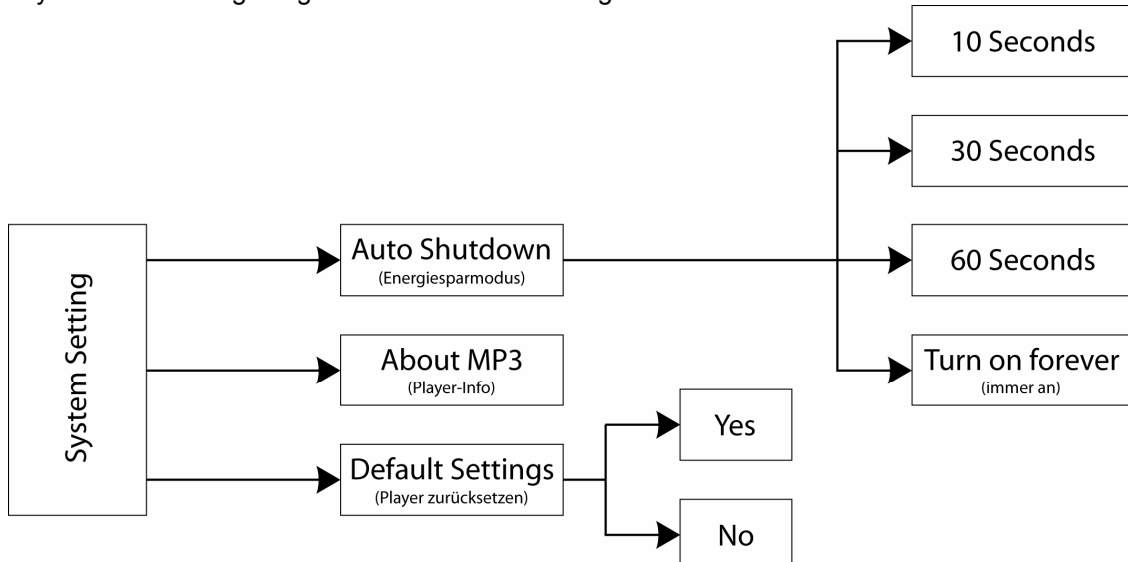 10 Seconds
30 Seconds
System Setting
Auto Shutdown
(Energiesparmodus)
60 Seconds
About MP3
(Player-Info)
Turn on forever
(immer an)
Default Settings
(Player zurücksetzen)
Yes
No